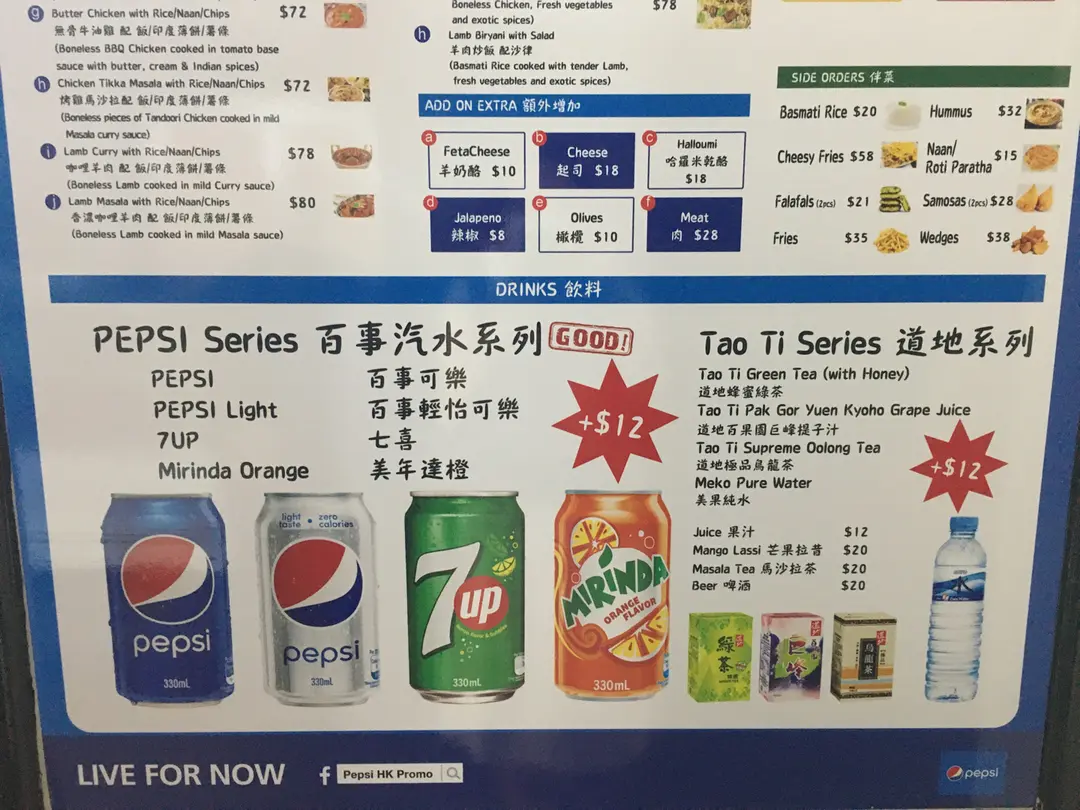 g Butter Chicken with Rice/Naan/Chips $72
無骨牛油雞 配 飯/印度薄餅/薯條
(Boneless BBQ Chicken cooked in tomato base
sauce with butter, cream & Indian spices)
h Chicken Tikka Masala with Rice/Naan/Chips $72
烤雞馬沙拉配 飯/印度薄餅/薯條
(Boneless pieces of Tandoori Chicken cooked in mild
Masala curry sauce)
i Lamb Curry with Rice/Naan/Chips $78
咖哩羊肉 配 飯/印度薄餅/薯條
(Boneless Lamb cooked in mild Curry sauce)
j Lamb Masala with Rice/Naan/Chips $80
香濃咖哩羊肉 配 飯/印度薄餅/薯條
(Boneless Lamb cooked in mild Masala sauce)
Boneless Chicken, Fresh vegetables $78
and exotic spices)
h Lamb Biryani with Salad
羊肉炒飯 配沙律
(Basmati Rice cooked with tender Lamb,
fresh vegetables and exotic spices)
ADD ON EXTRA 額外增加
a FetaCheese
羊奶酪 $10
b Cheese
起司 $18
c Halloumi
哈羅米乾酪
$18
d Jalapeno
辣椒 $8
e Olives
橄欖 $10
f Meat
肉 $28
SIDE ORDERS 伴菜
Basmati Rice $20 Hummus $32
Cheesy Fries $58 Naan/
Roti Paratha $15
Falafals (2pcs) $21 Samosas (2pcs) $28
Fries $35 Wedges $38
DRINKS 飲料
PEPSI Series 百事汽水系列 GOOD!
PEPSI 百事可樂
PEPSI Light 百事輕怡可樂
7UP 七喜
Mirinda Orange 美年達橙
+$12
Tao Ti Series 道地系列
Tao Ti Green Tea (with Honey)
道地蜂蜜綠茶
Tao Ti Pak Gor Yuen Kyoho Grape Juice
道地百果園巨峰提子汁
Tao Ti Supreme Oolong Tea
道地極品烏龍茶
Meko Pure Water
美果純水
+$12
Juice 果汁 $12
Mango Lassi 芒果拉昔 $20
Masala Tea 馬沙拉茶 $20
Beer 啤酒 $20
pepsi
330mL
light taste • zero calories
pepsi
330mL
7up
330mL
MIRINDA
ORANGE FLAVOR
330mL
綠茶
巨峰
烏龍茶
水
LIVE FOR NOW
f Pepsi HK Promo
pepsi